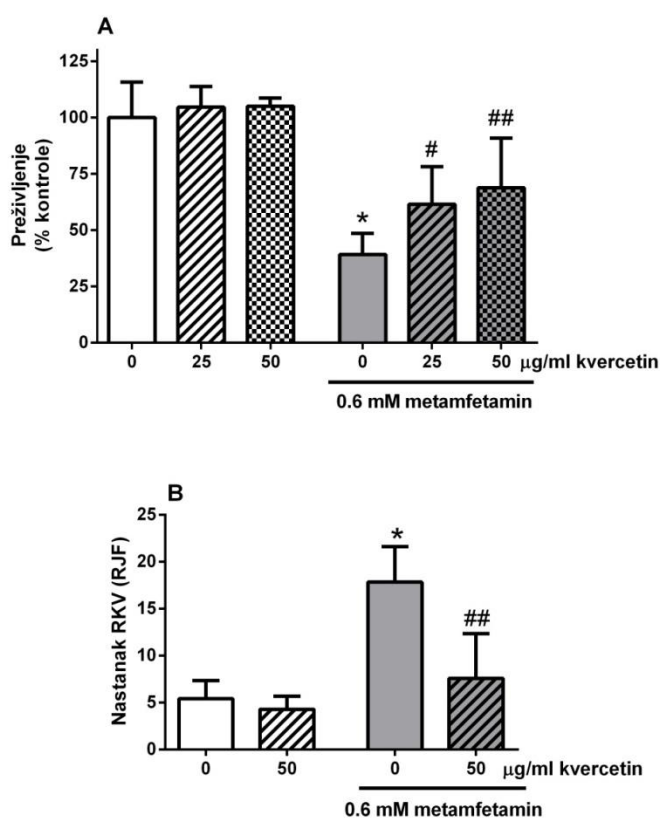 A
Preživljenje
(% kontrole)
125
100
75
50
25
0
*
#
##
0 25 50 0 25 50 μg/ml kvercetin
0.6 mM metamfetamin
B
Nastanak RKV (RJF)
25
20
15
10
5
0
*
##
0 50 0 50 μg/ml kvercetin
0.6 mM metamfetamin